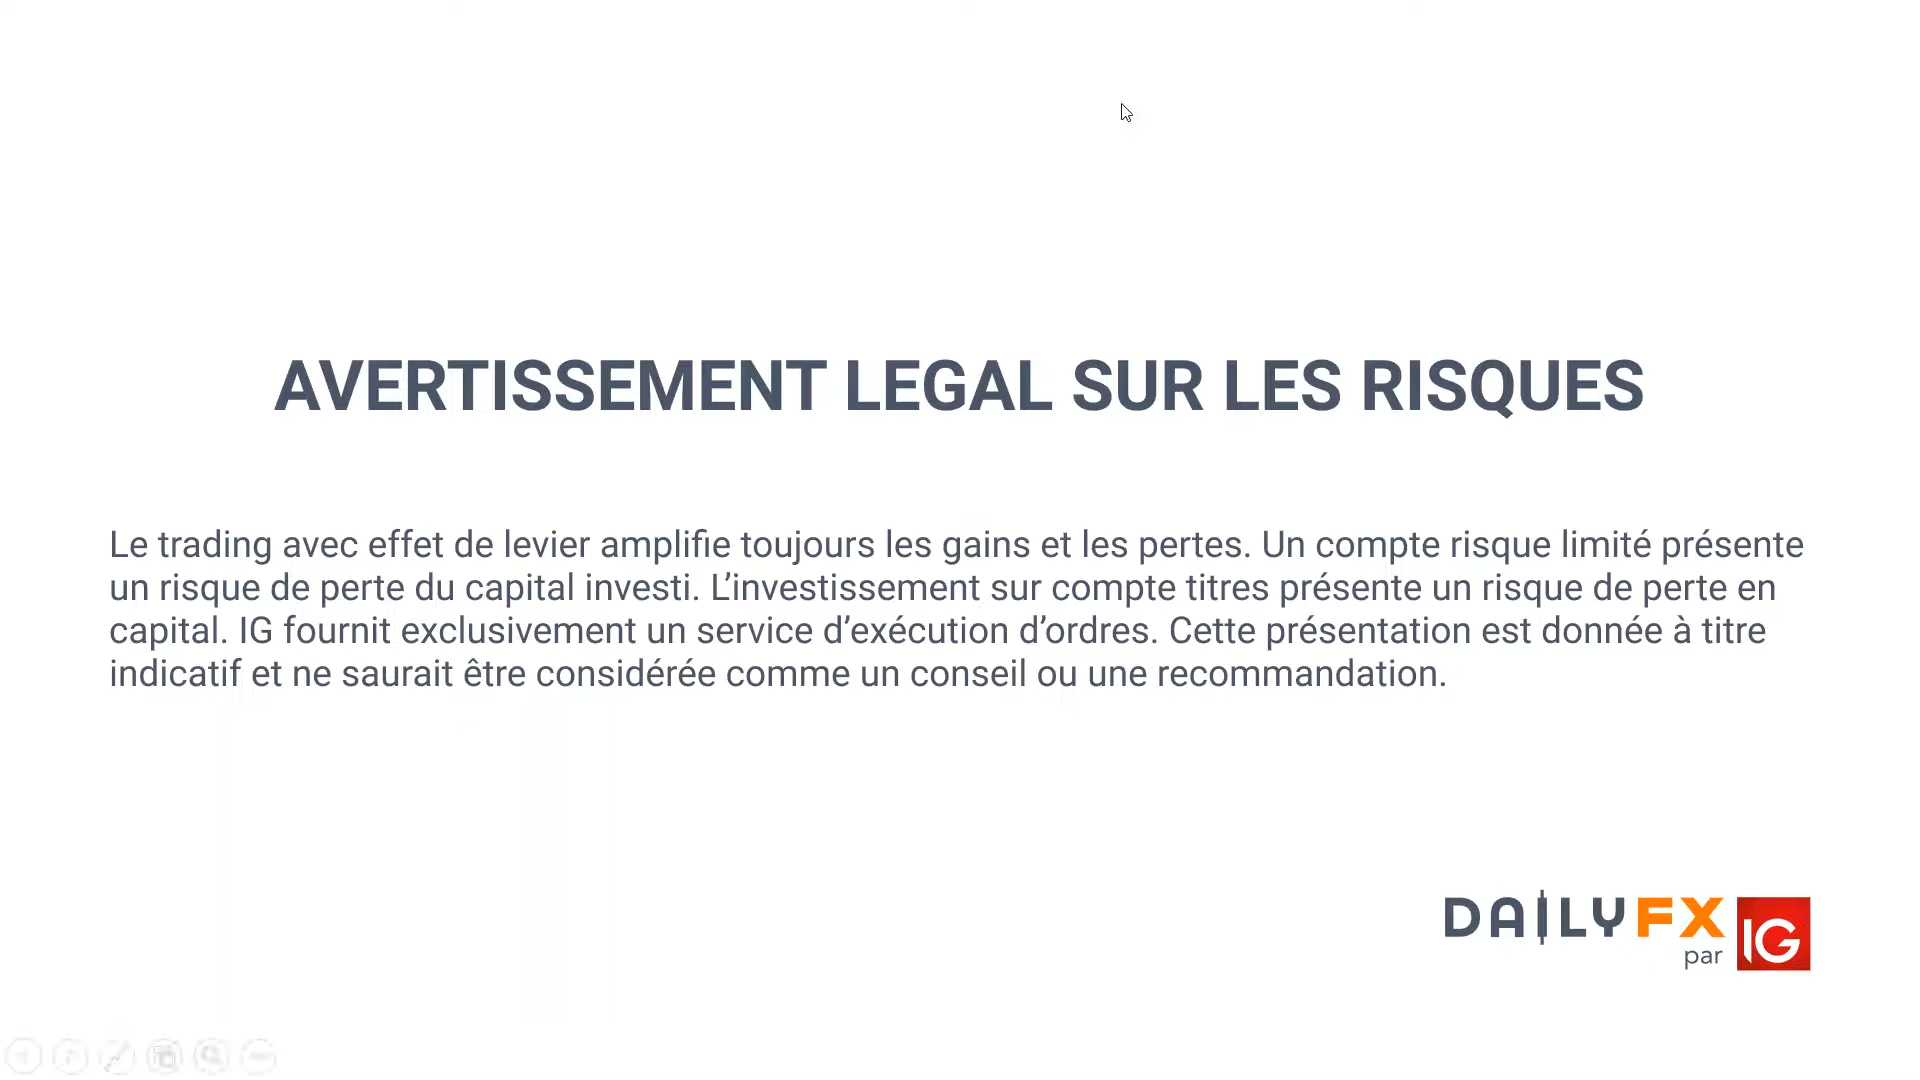 AVERTISSEMENT LEGAL SUR LES RISQUES
Le trading avec effet de levier amplifie toujours les gains et les pertes. Un compte risque limité présente
un risque de perte du capital investi. L’investissement sur compte titres présente un risque de perte en
capital. IG fournit exclusivement un service d’exécution d’ordres. Cette présentation est donnée à titre
indicatif et ne saurait être considérée comme un conseil ou une recommandation.
DAILYFX
par IG